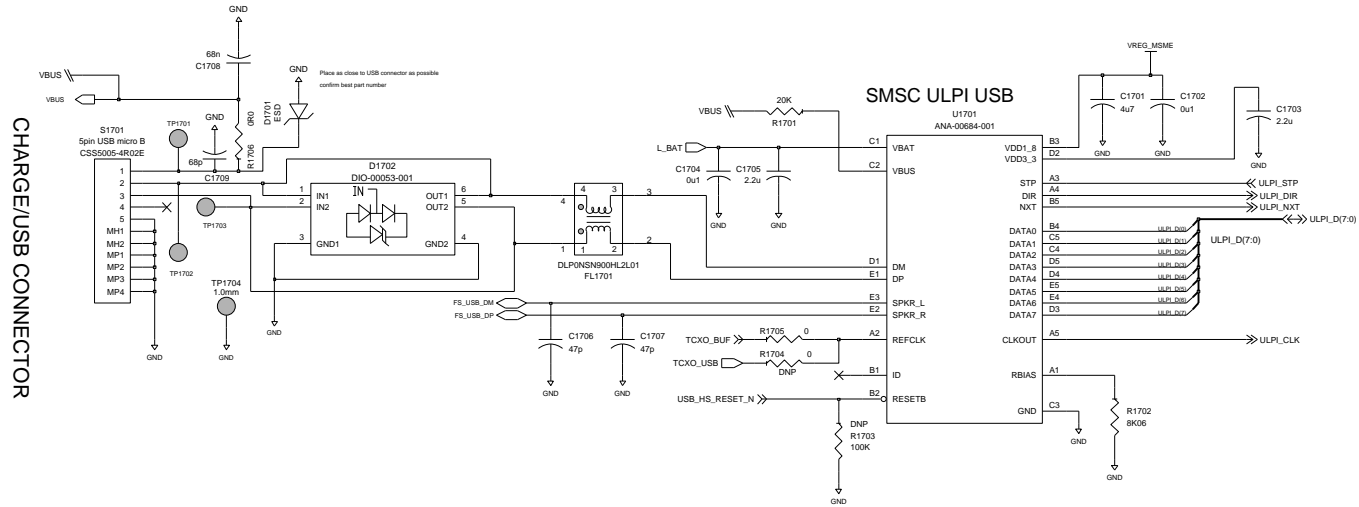 CHARGE/USB CONNECTOR
GND
68n
C1708
VBUS
VBUS
GND
Place as close to USB connector as possible
confirm best part number
D1701
ESD
0R0
R1706
TP1701
GND
68p
C1709
S1701
5pin USB micro B
CSS5005-4R02E
1
2
3
4
5
MH1
MH2
MP1
MP2
MP3
MP4
GND
TP1703
TP1702
TP1704
1.0mm
GND
D1702
DIO-00053-001
IN
1
2
3
IN1
IN2
GND1
OUT1
OUT2
GND2
6
5
4
GND
4
3
4
3
1
1
2
2
DLP0NSN900HL2L01
FL1701
SMSC ULPI USB
U1701
ANA-00684-001
VBUS
20K
R1701
L_BAT
C1704
0u1
C1705
2.2u
GND
GND
FS_USB_DM
FS_USB_DP
C1706
47p
C1707
47p
GND
GND
TCXO_BUF
R1705
0
TCXO_USB
R1704
0
DNP
USB_HS_RESET_N
DNP
R1703
100K
GND
C1
VBAT
C2
VBUS
D1
DM
E1
DP
E3
SPKR_L
E2
SPKR_R
A2
REFCLK
B1
ID
B2
RESETB
VDD1_8
B3
VDD3_3
D2
STP
A3
DIR
A4
NXT
B5
DATA0
B4
DATA1
C5
DATA2
C4
DATA3
D5
DATA4
D4
DATA5
E5
DATA6
E4
DATA7
D3
CLKOUT
A5
RBIAS
A1
GND
C3
VREG_MSME
C1701
4u7
C1702
0u1
C1703
2.2u
GND
GND
GND
ULPI_STP
ULPI_DIR
ULPI_NXT
ULPI_D(0)
ULPI_D(1)
ULPI_D(2)
ULPI_D(3)
ULPI_D(4)
ULPI_D(5)
ULPI_D(6)
ULPI_D(7)
ULPI_D(7:0)
ULPI_D(7:0)
ULPI_CLK
R1702
8K06
GND
GND